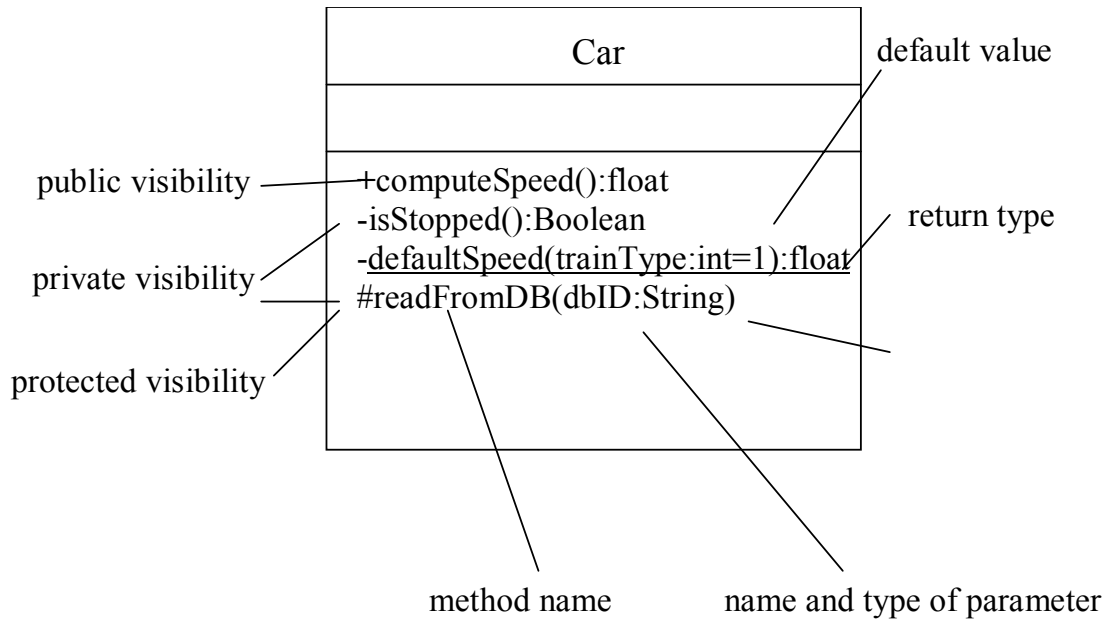 Car
default value
public visibility
+computeSpeed():float
-isStopped():Boolean
return type
-defaultSpeed(trainType:int=1):float
private visibility
#readFromDB(dbID:String)
protected visibility
method name
name and type of parameter